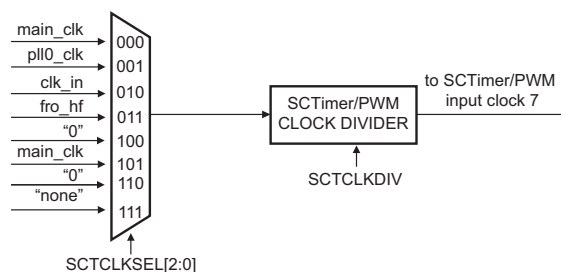 main_clk
000
pll0_clk
001
clk_in
010
fro_hf
011
“0”
100
main_clk
101
“0”
110
“none”
111
SCTCLKSEL[2:0]
SCTimer/PWM
CLOCK DIVIDER
SCTCLKDIV
to SCTimer/PWM
input clock 7